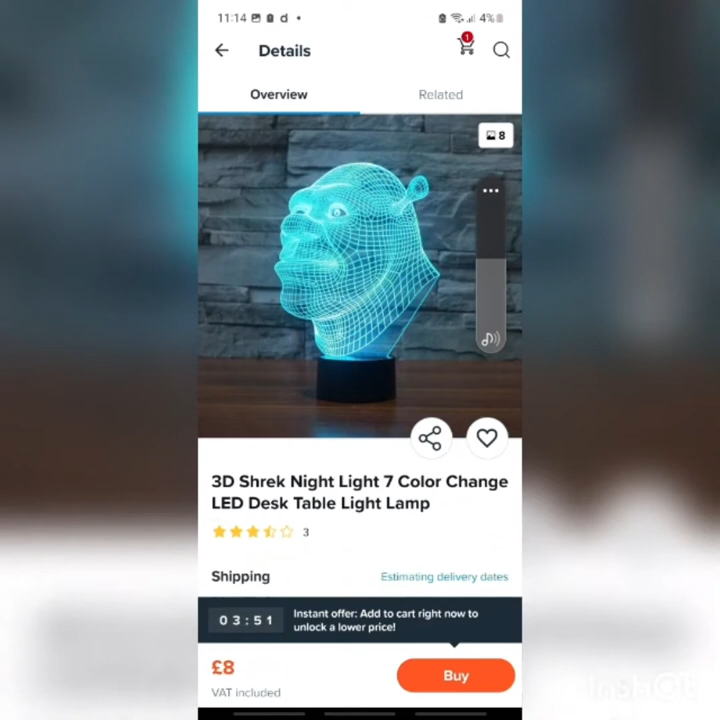 11:14 d 4%
Details 1
Overview Related
8
3D Shrek Night Light 7 Color Change
LED Desk Table Light Lamp
3
Shipping Estimating delivery dates
03:51 Instant offer: Add to cart right now to
unlock a lower price!
£8 Buy
VAT included
InShOt